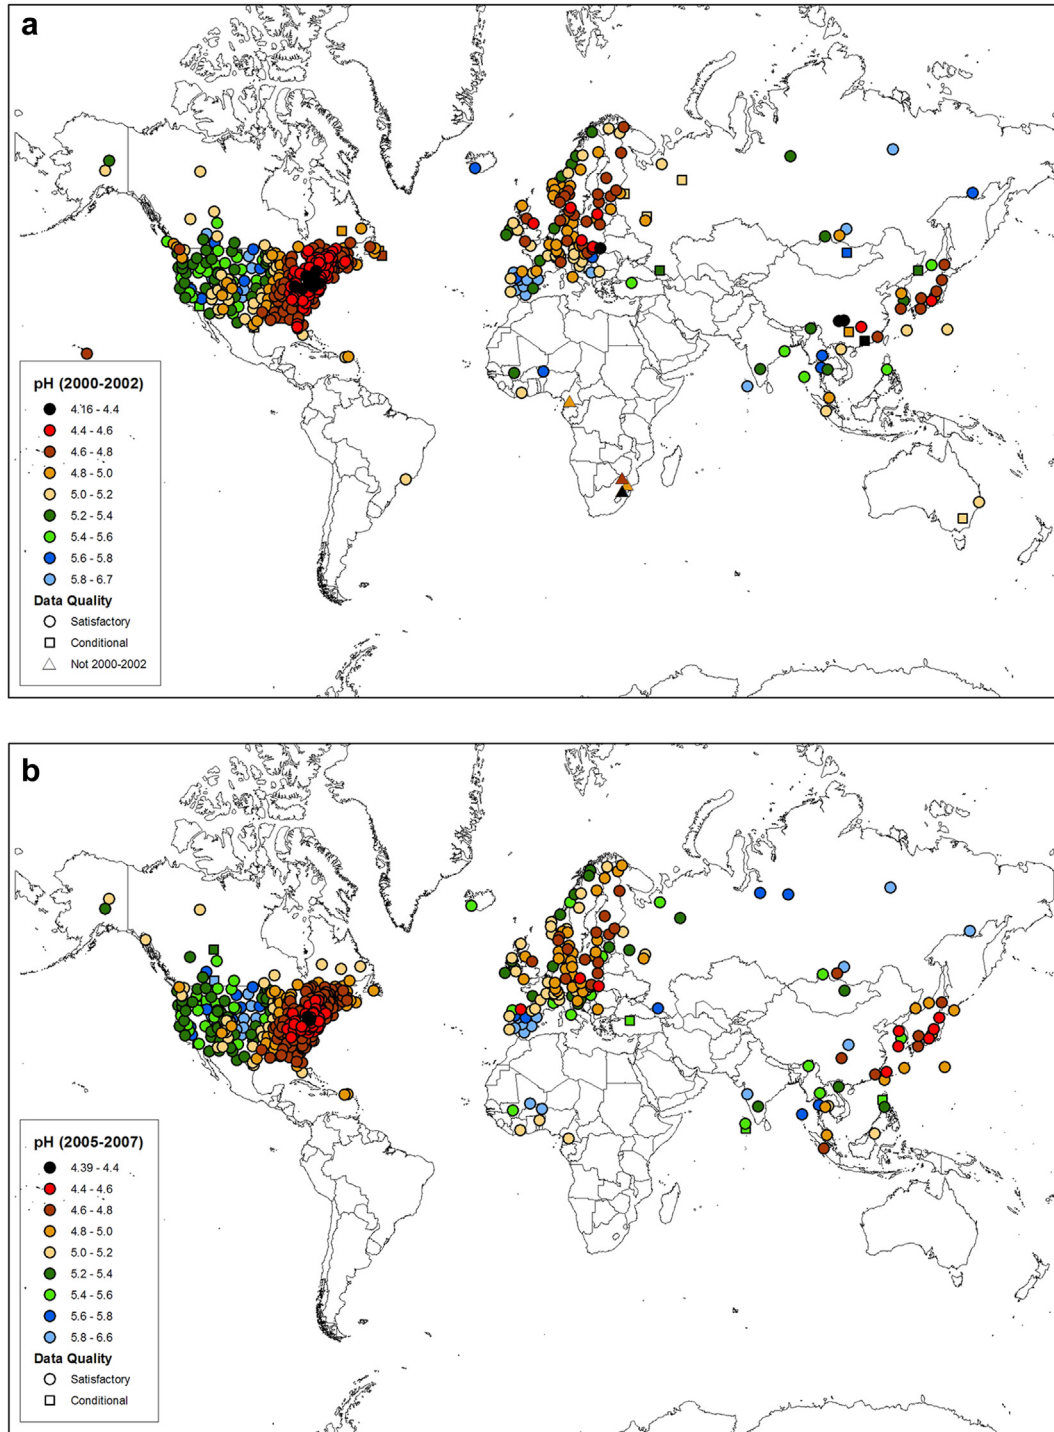 a
pH (2000-2002)
4.16 - 4.4
4.4 - 4.6
4.6 - 4.8
4.8 - 5.0
5.0 - 5.2
5.2 - 5.4
5.4 - 5.6
5.6 - 5.8
5.8 - 6.7
Data Quality
Satisfactory
Conditional
Not 2000-2002
b
pH (2005-2007)
4.39 - 4.4
4.4 - 4.6
4.6 - 4.8
4.8 - 5.0
5.0 - 5.2
5.2 - 5.4
5.4 - 5.6
5.6 - 5.8
5.8 - 6.6
Data Quality
Satisfactory
Conditional